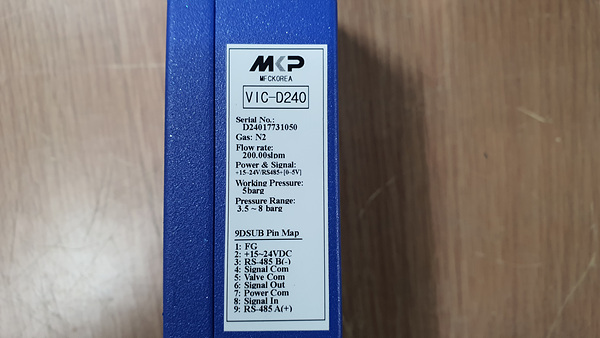 MKP
MFCKOREA
VIC-D240
Serial No.:
D24017731050
Gas: N2
Flow rate:
200.00slpm
Power & Signal:
+15~24V/RS485+[0~5V]
Working Pressure:
5barg
Pressure Range:
3.5 ~ 8 barg
9DSUB Pin Map
1: FG
2: +15~24VDC
3: RS-485 B(-)
4: Signal Com
5: Valve Com
6: Signal Out
7: Power Com
8: Signal In
9: RS-485 A(+)